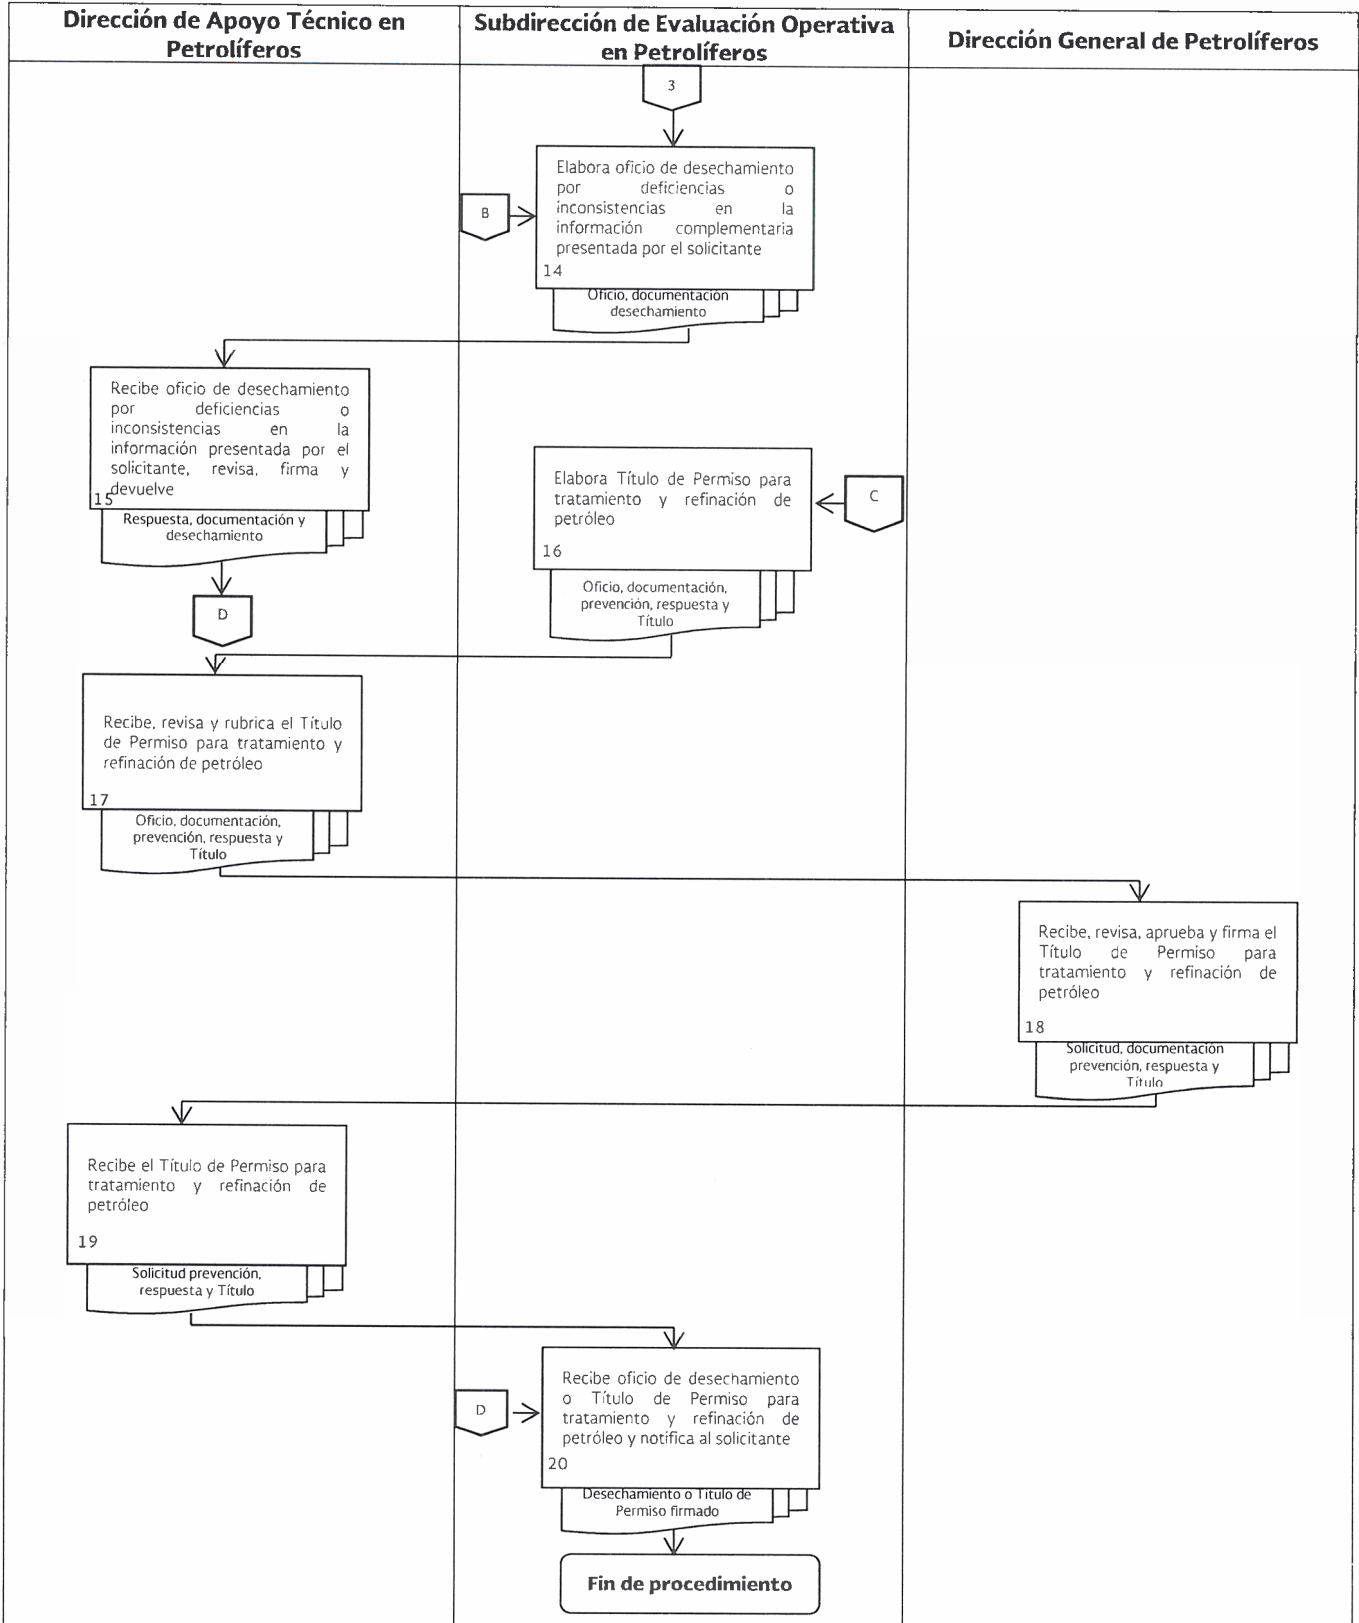 Dirección de Apoyo Técnico en
Petrolíferos
Subdirección de Evaluación Operativa
en Petrolíferos
Dirección General de Petrolíferos
3
Elabora oficio de desechamiento
por deficiencias o
inconsistencias en la
información complementaria
presentada por el solicitante
14
B
Oficio, documentación
desechamiento
Recibe oficio de desechamiento
por deficiencias o
inconsistencias en la
información presentada por el
solicitante, revisa, firma y
devuelve
15
Respuesta, documentación y
desechamiento
D
Elabora Título de Permiso para
tratamiento y refinación de
petróleo
16
C
Oficio, documentación,
prevención, respuesta y
Título
Recibe, revisa y rubrica el Título
de Permiso para tratamiento y
refinación de petróleo
17
Oficio, documentación,
prevención, respuesta y
Título
Recibe, revisa, aprueba y firma el
Título de Permiso para
tratamiento y refinación de
petróleo
18
Solicitud, documentación
prevención, respuesta y
Título
Recibe el Título de Permiso para
tratamiento y refinación de
petróleo
19
Solicitud prevención,
respuesta y Título
Recibe oficio de desechamiento
o Título de Permiso para
tratamiento y refinación de
petróleo y notifica al solicitante
20
D
Desechamiento o Título de
Permiso firmado
Fin de procedimiento